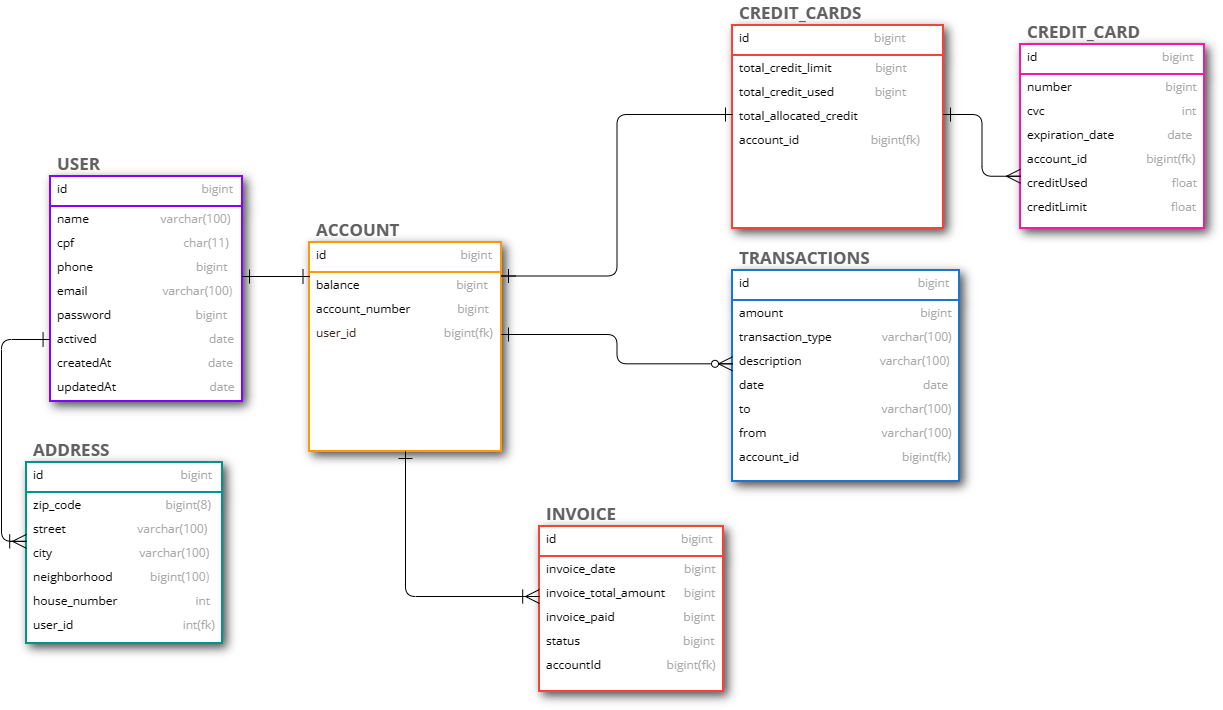 CREDIT_CARDS
id bigint
total_credit_limit bigint
total_credit_used bigint
total_allocated_credit
account_id bigint(fk)
CREDIT_CARD
id bigint
number bigint
cvc int
expiration_date date
account_id bigint(fk)
creditUsed float
creditLimit float
USER
id bigint
name varchar(100)
cpf char(11)
phone bigint
email varchar(100)
password bigint
actived date
createdAt date
updatedAt date
ACCOUNT
id bigint
balance bigint
account_number bigint
user_id bigint(fk)
TRANSACTIONS
id bigint
amount bigint
transaction_type varchar(100)
description varchar(100)
date date
to varchar(100)
from varchar(100)
account_id bigint(fk)
ADDRESS
id bigint
zip_code bigint(8)
street varchar(100)
city varchar(100)
neighborhood bigint(100)
house_number int
user_id int(fk)
INVOICE
id bigint
invoice_date bigint
invoice_total_amount bigint
invoice_paid bigint
status bigint
accountId bigint(fk)